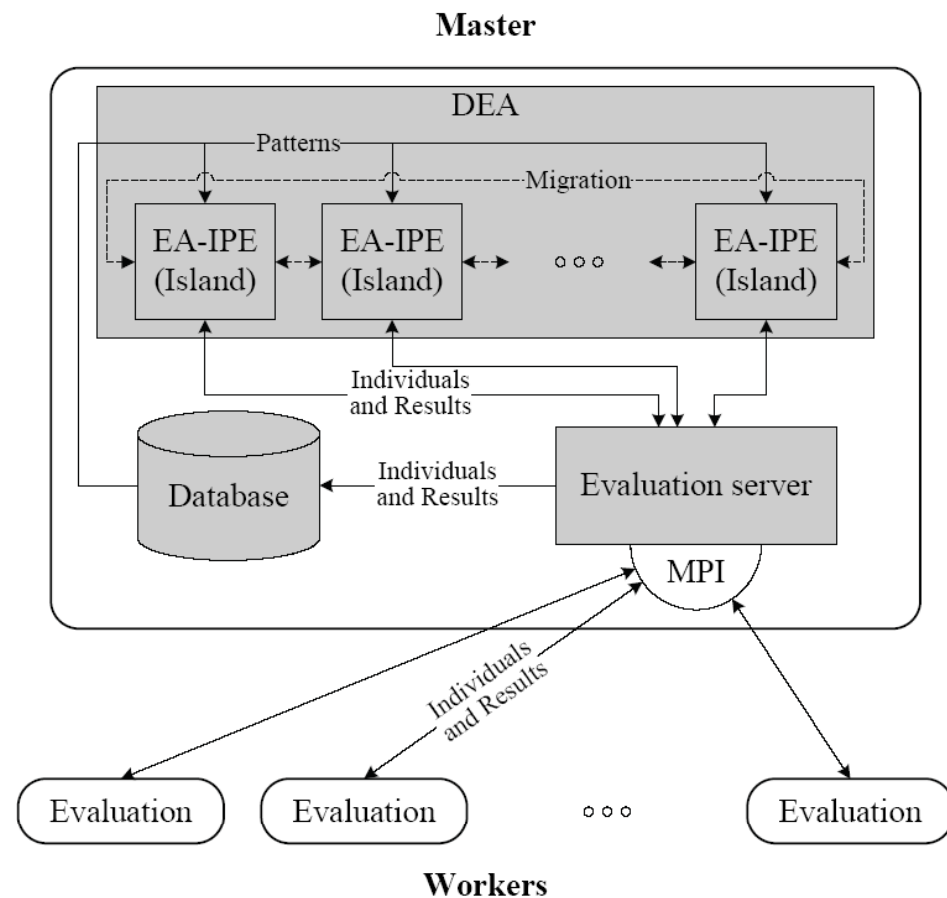 Master
DEA
Patterns
Migration
EA-IPE
(Island)
EA-IPE
(Island)
EA-IPE
(Island)
Individuals
and Results
Database
Individuals
and Results
Evaluation server
MPI
Individuals
and Results
Evaluation
Evaluation
Evaluation
Workers